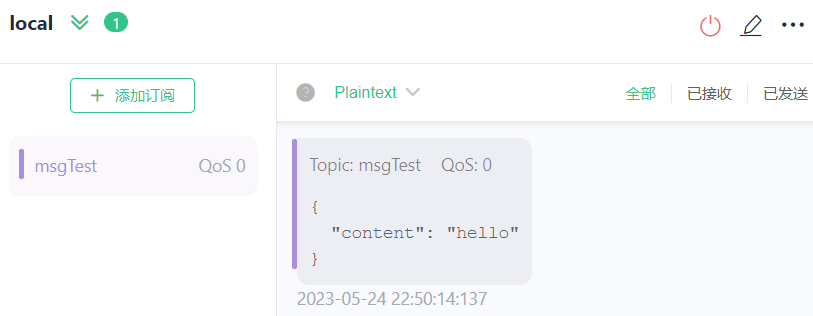 local 1
+ 添加订阅
msgTest QoS 0
Plaintext 全部 已接收 已发送
Topic: msgTest QoS: 0
{
  "content": "hello"
}
2023-05-24 22:50:14:137